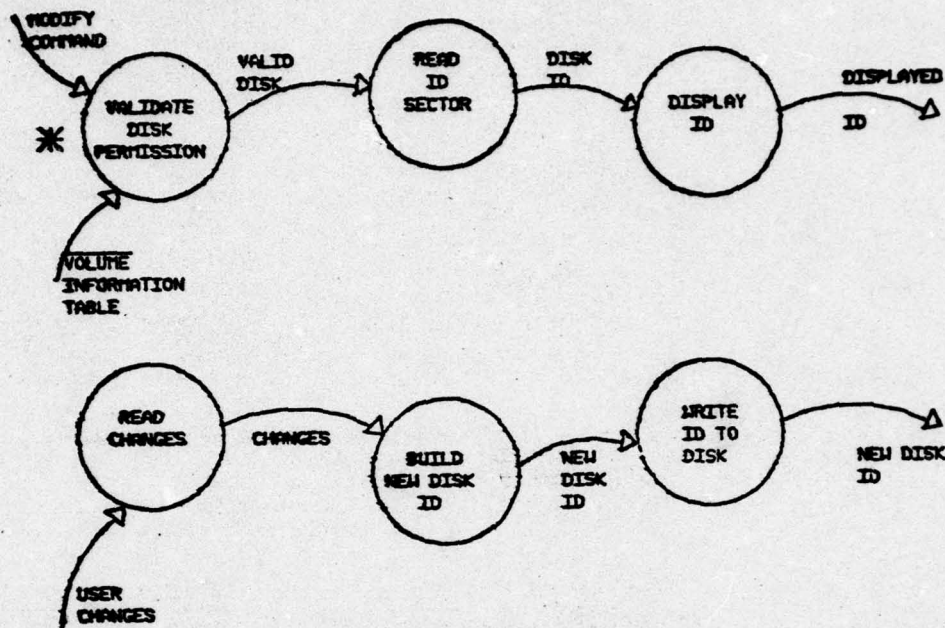 MODIFY
COMMAND
VALIDATE
DISK
PERMISSION
*
VOLUME
INFORMATION
TABLE
VALID
DISK
READ
ID
SECTOR
DISK
ID
DISPLAY
ID
DISPLAYED
ID
READ
CHANGES
USER
CHANGES
CHANGES
BUILD
NEW DISK
ID
NEW
DISK
ID
WRITE
ID TO
DISK
NEW DISK
ID